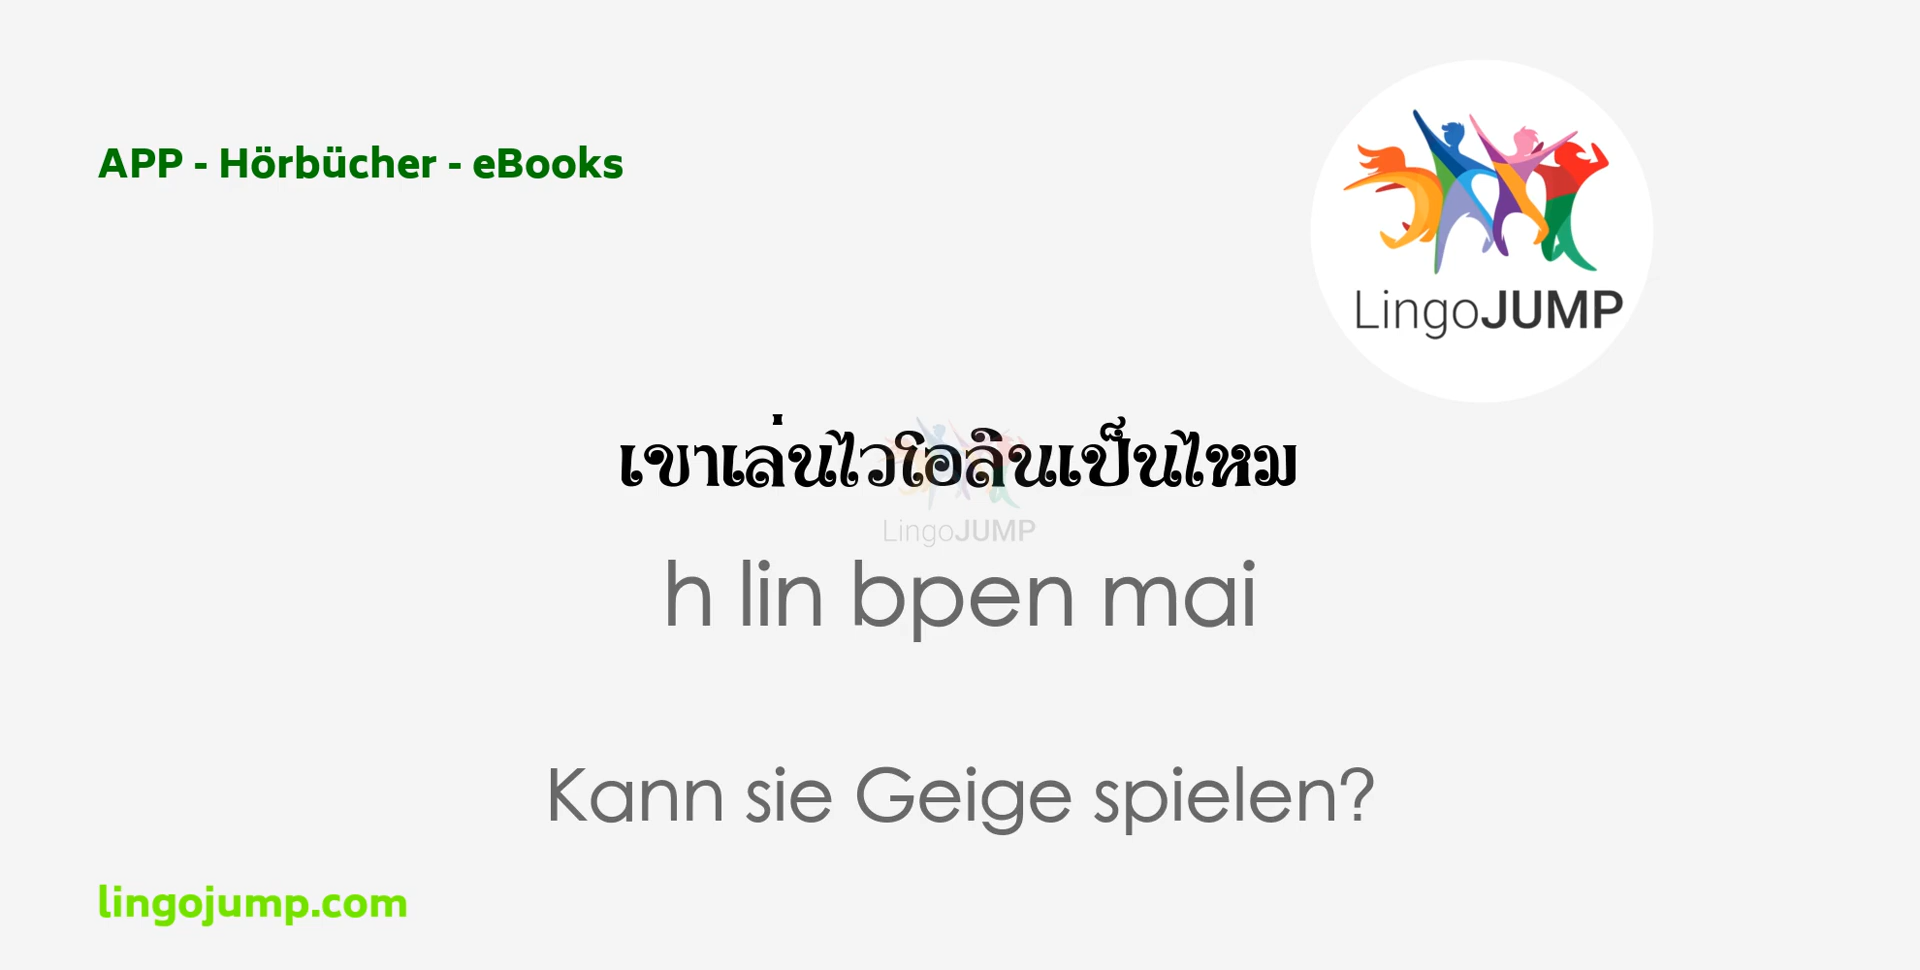 APP - Hörbücher - eBooks
LingoJUMP
เขาเล่นไวโอลินเป็นไหม
LingoJUMP
h lin bpen mai
Kann sie Geige spielen?
lingojump.com